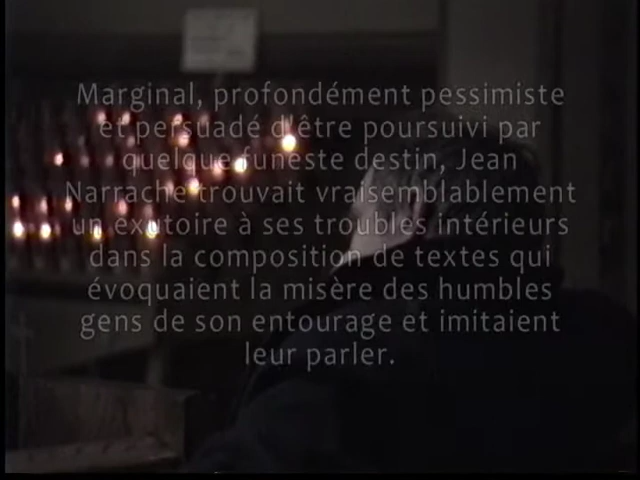 Marginal, profondément pessimiste
et persuadé d'être poursuivi par
quelque funeste destin, Jean
Narrache trouvait vraisemblablement
un exutoire à ses troubles intérieurs
dans la composition de textes qui
évoquaient la misère des humbles
gens de son entourage et imitaient
leur parler.